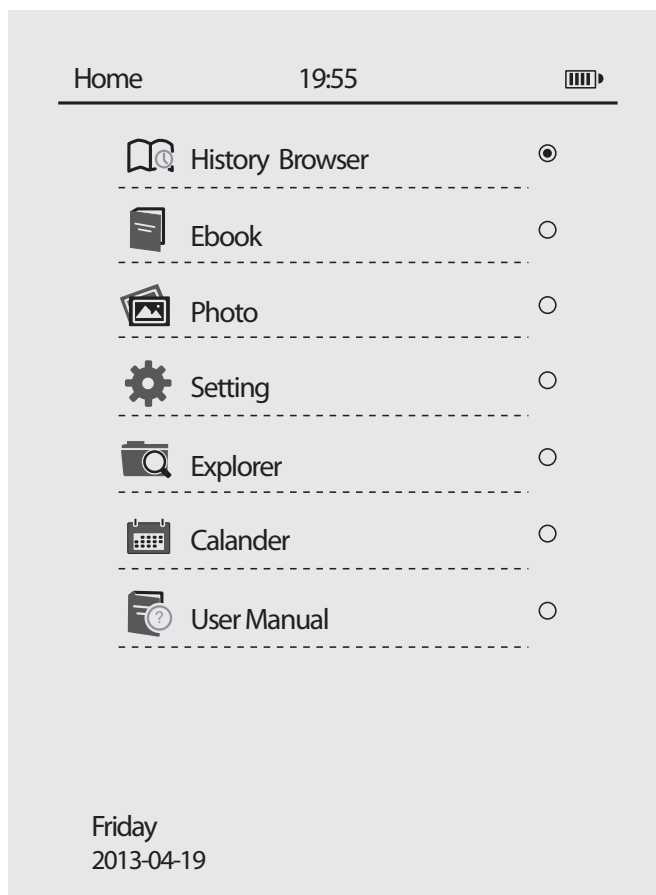 Home 19:55
History Browser
Ebook
Photo
Setting
Explorer
Calander
? User Manual
Friday
2013-04-19